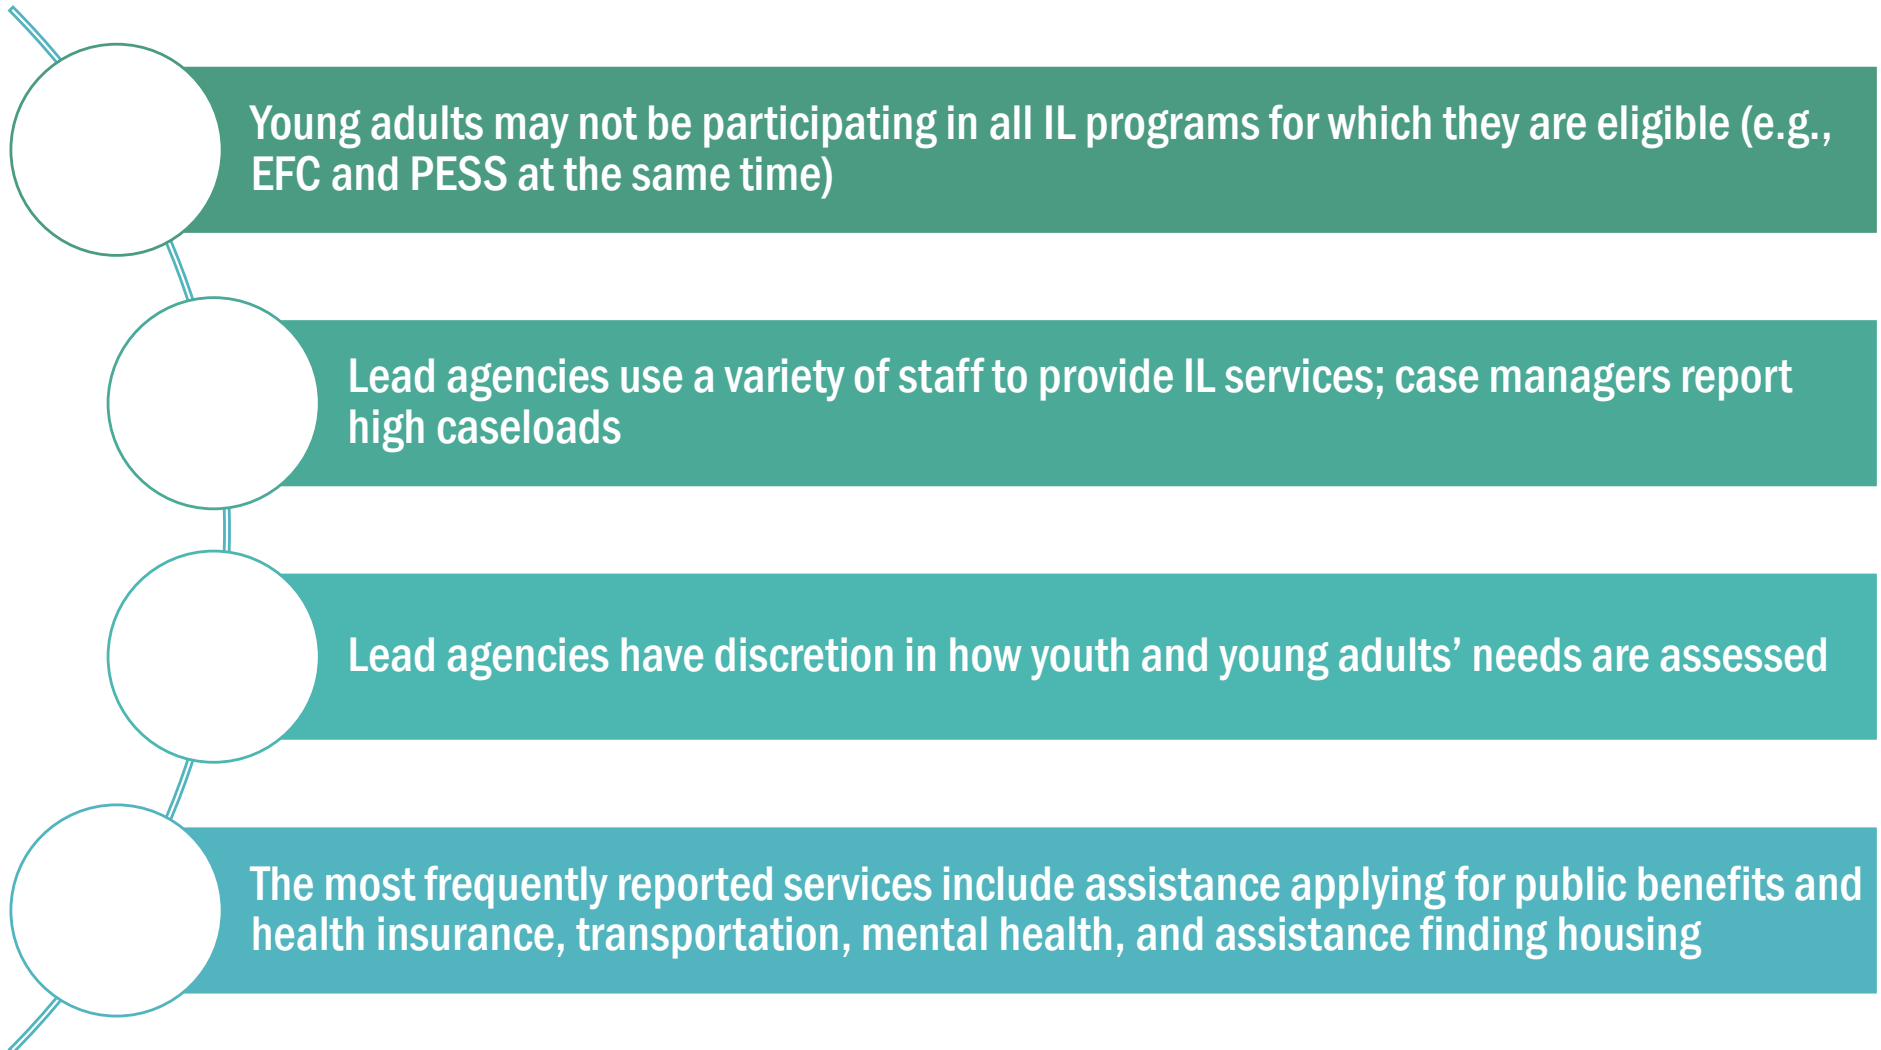 Young adults may not be participating in all IL programs for which they are eligible (e.g.,
EFC and PESS at the same time)
Lead agencies use a variety of staff to provide IL services; case managers report
high caseloads
Lead agencies have discretion in how youth and young adults’ needs are assessed
The most frequently reported services include assistance applying for public benefits and
health insurance, transportation, mental health, and assistance finding housing